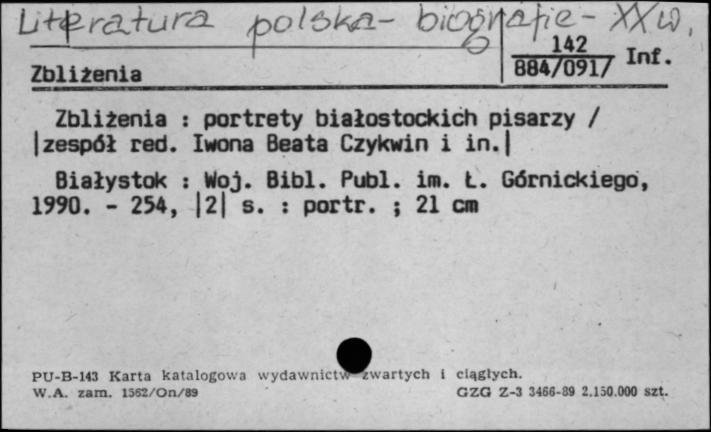 Literatura polska - biografie - XX w.
142
884/091/ Inf.
Zbliżenia
Zbliżenia : portrety białostockich pisarzy /
|zespół red. Iwona Beata Czykwin i in.|
Białystok : Woj. Bibl. Publ. im. Ł. Górnickiego,
1990. - 254, |2| s. : portr. ; 21 cm
PU-B-143 Karta katalogowa wydawnictw zwartych i ciągłych.
W.A. zam. 1562/On/89 GZG Z-3 3466-89 2.150.000 szt.